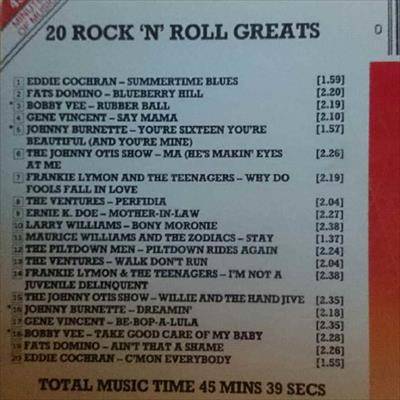 MINUTE
OF MUSIC
20 ROCK 'N' ROLL GREATS
1 EDDIE COCHRAN – SUMMERTIME BLUES [1.59]
2 FATS DOMINO – BLUEBERRY HILL [2.20]
*3 BOBBY VEE – RUBBER BALL [2.19]
4 GENE VINCENT – SAY MAMA [2.10]
*5 JOHNNY BURNETTE – YOU'RE SIXTEEN YOU'RE [1.57]
BEAUTIFUL (AND YOU'RE MINE)
6 THE JOHNNY OTIS SHOW – MA (HE'S MAKIN' EYES [2.26]
AT ME
7 FRANKIE LYMON AND THE TEENAGERS – WHY DO [2.19]
FOOLS FALL IN LOVE
8 THE VENTURES – PERFIDIA [2.04]
9 ERNIE K. DOE – MOTHER-IN-LAW [2.27]
10 LARRY WILLIAMS – BONY MORONIE [2.38]
11 MAURICE WILLIAMS AND THE ZODIACS – STAY [1.37]
12 THE PILTDOWN MEN – PILTDOWN RIDES AGAIN [2.24]
13 THE VENTURES – WALK DON'T RUN [2.04]
14 FRANKIE LYMON & THE TEENAGERS – I'M NOT A [2.38]
JUVENILE DELINQUENT
15 THE JOHNNY OTIS SHOW – WILLIE AND THE HAND JIVE [2.35]
*16 JOHNNY BURNETTE – DREAMIN' [2.18]
17 GENE VINCENT – BE-BOP-A-LULA [2.35]
*18 BOBBY VEE – TAKE GOOD CARE OF MY BABY [2.28]
19 FATS DOMINO – AIN'T THAT A SHAME [2.26]
20 EDDIE COCHRAN – C'MON EVERYBODY [1.55]
TOTAL MUSIC TIME 45 MINS 39 SECS